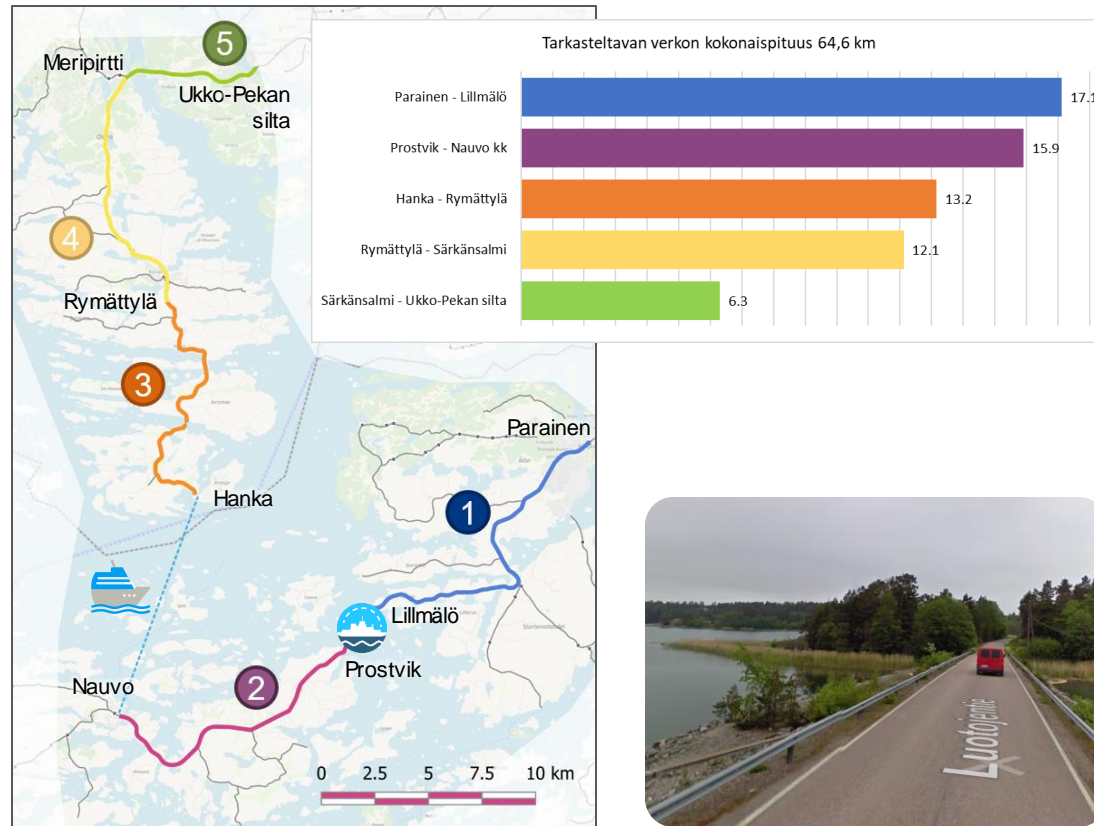 5
Meripirtti
Ukko-Pekan
silta
4
Rymättylä
3
Hanka
Parainen
1
Lillmälö
Prostvik
2
Nauvo
0 2.5 5 7.5 10 km
Tarkasteltavan verkon kokonaispituus 64,6 km
Parainen - Lillmälö 17.1
Prostvik - Nauvo kk 15.9
Hanka - Rymättylä 13.2
Rymättylä - Särkänsalmi 12.1
Särkänsalmi - Ukko-Pekan silta 6.3
Luotojentie